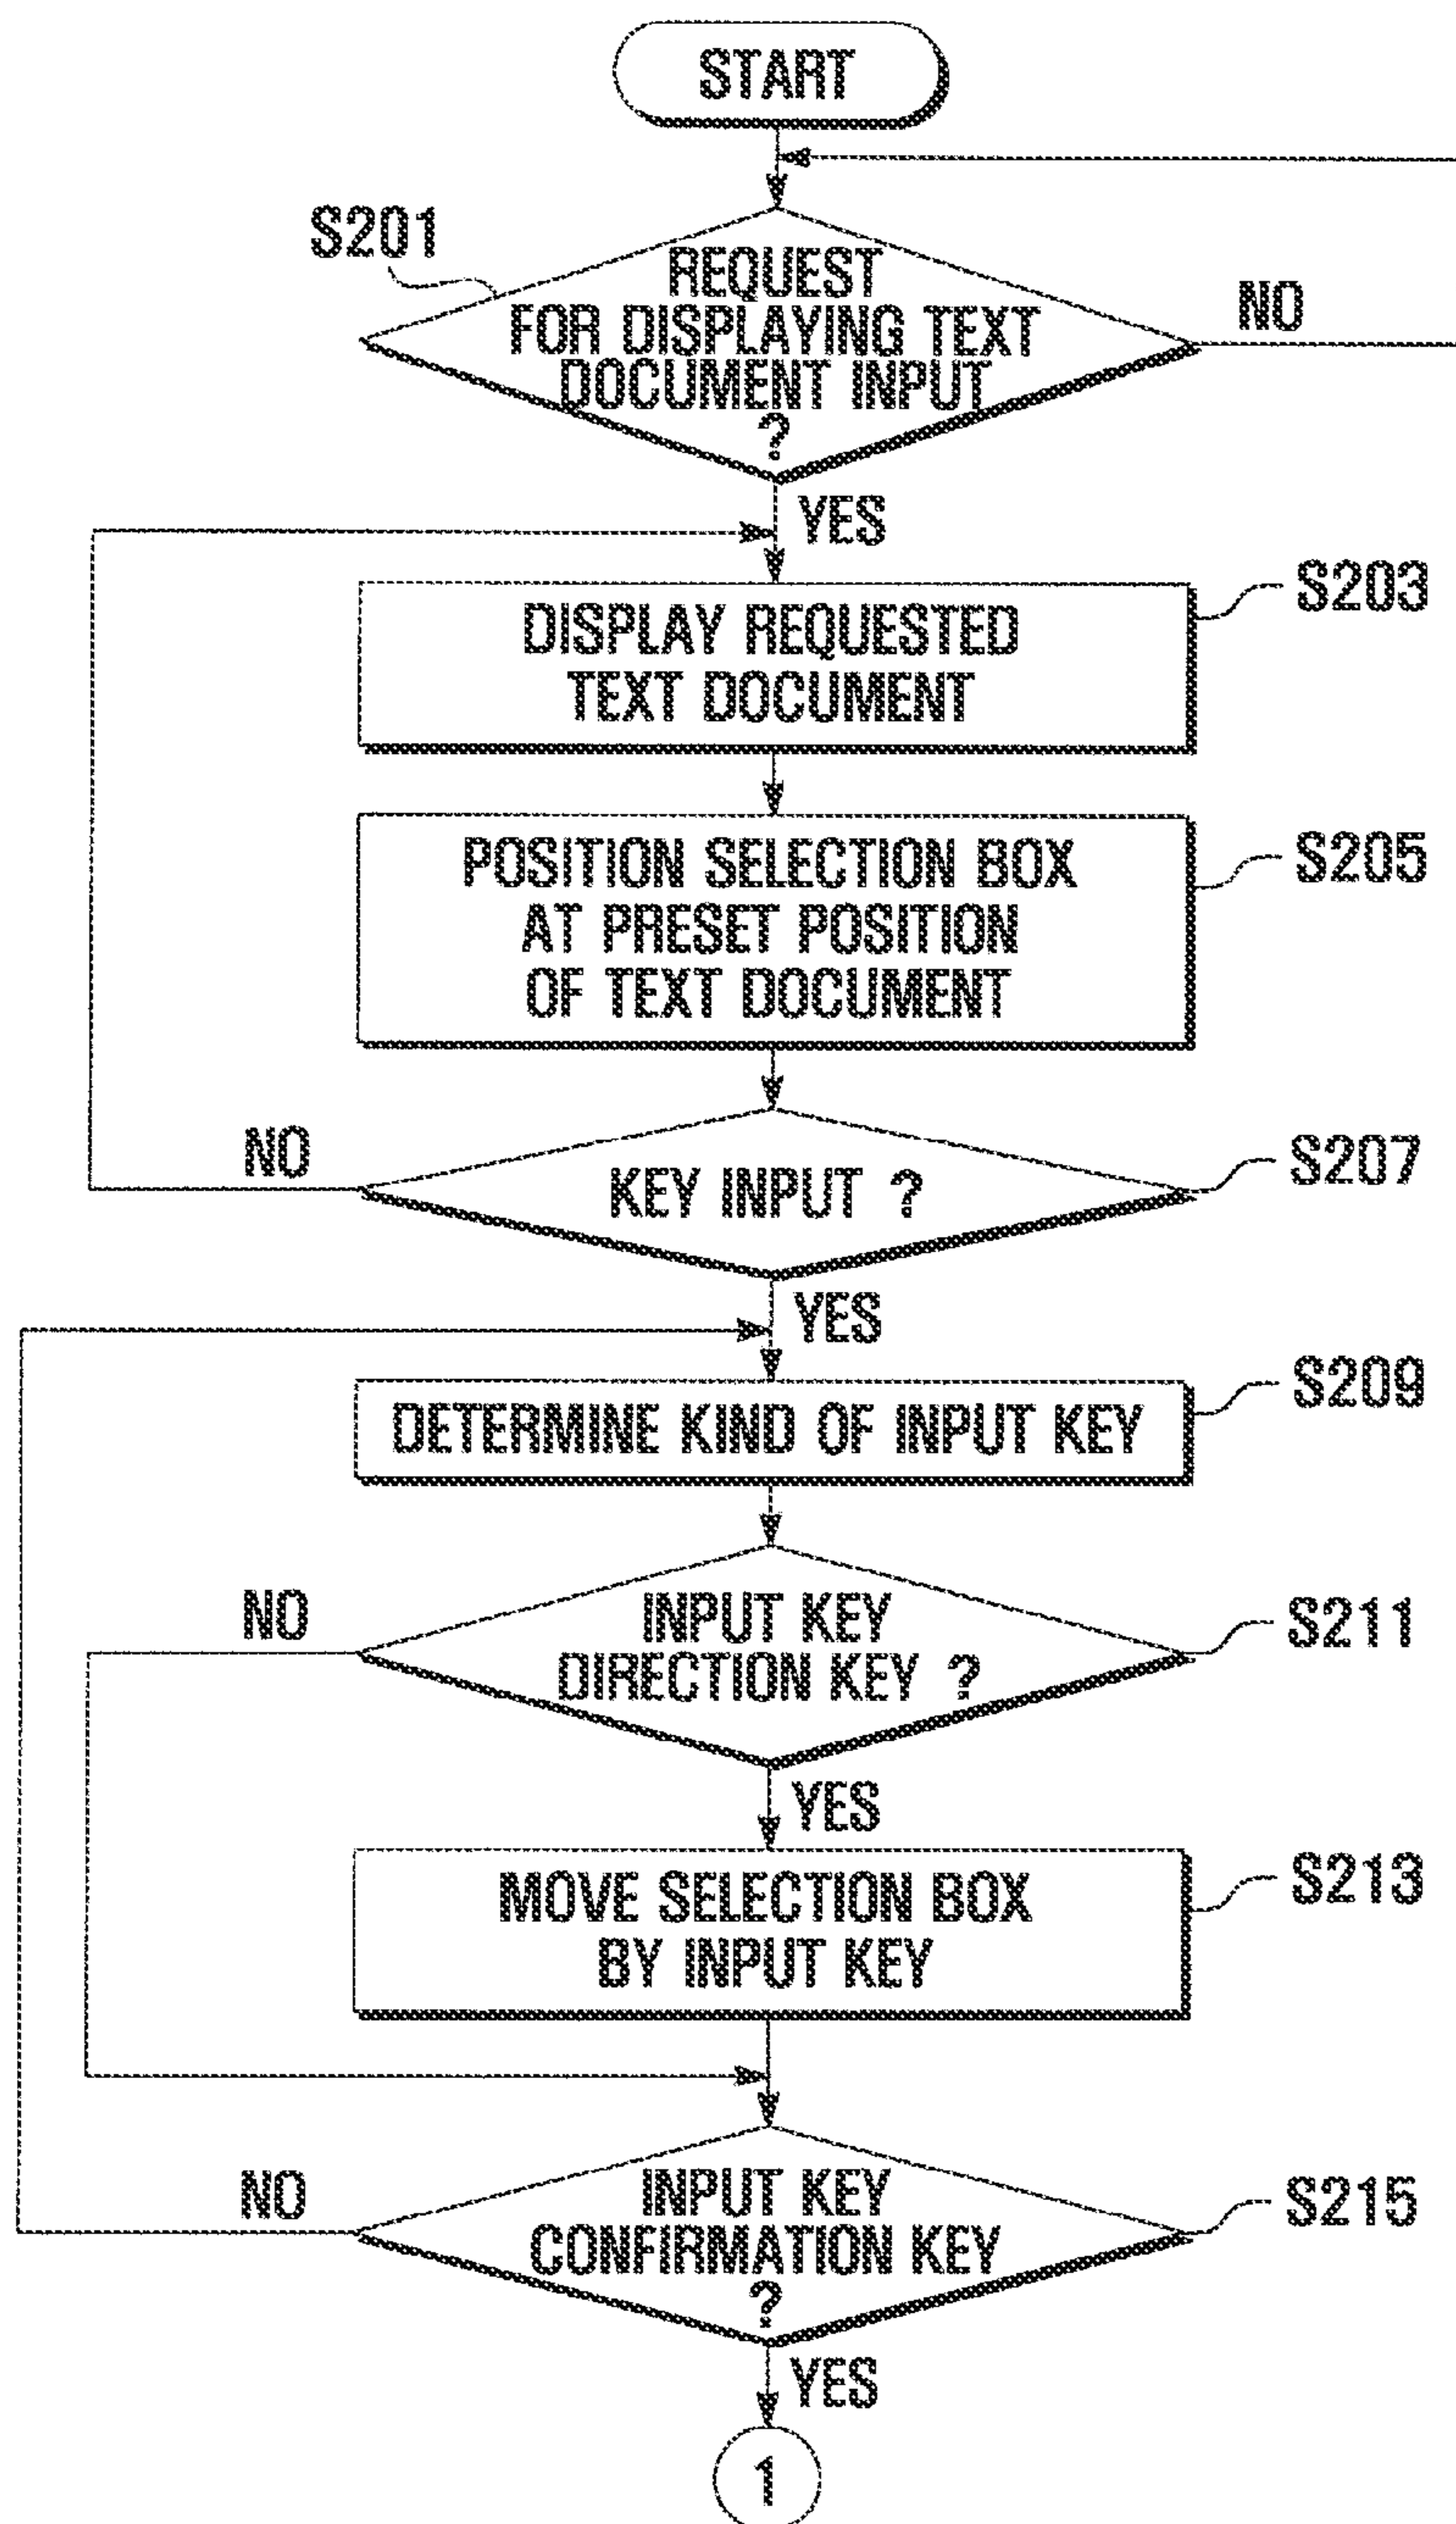 START
S201
REQUEST
FOR DISPLAYING TEXT
DOCUMENT INPUT
?
NO
YES
S203
DISPLAY REQUESTED
TEXT DOCUMENT
S205
POSITION SELECTION BOX
AT PRESET POSITION
OF TEXT DOCUMENT
NO
S207
KEY INPUT ?
YES
S209
DETERMINE KIND OF INPUT KEY
NO
S211
INPUT KEY
DIRECTION KEY ?
YES
S213
MOVE SELECTION BOX
BY INPUT KEY
NO
S215
INPUT KEY
CONFIRMATION KEY
?
YES
1